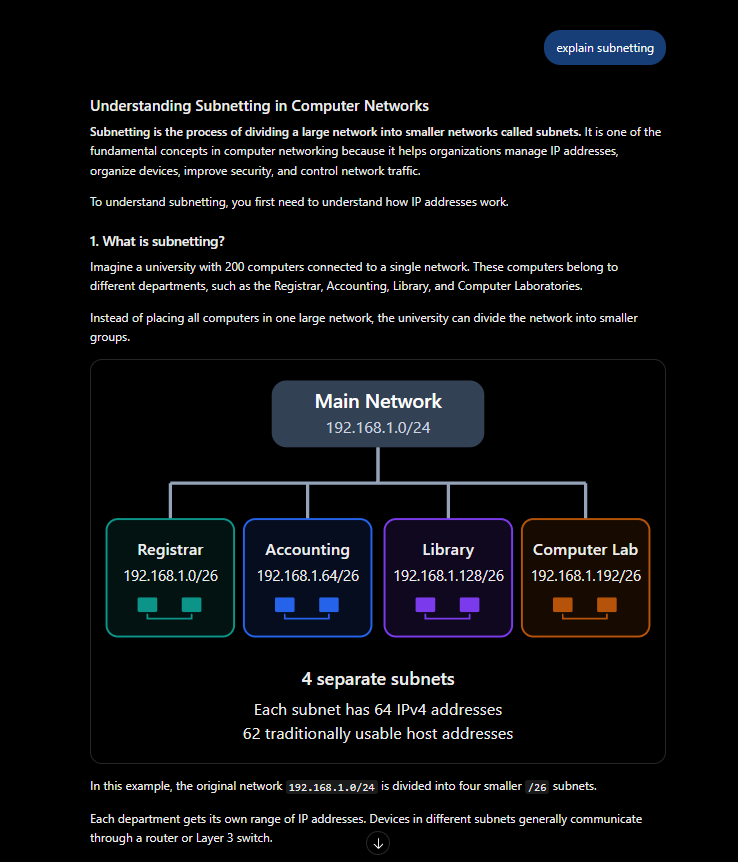 explain subnetting
Understanding Subnetting in Computer Networks
Subnetting is the process of dividing a large network into smaller networks called subnets. It is one of the
fundamental concepts in computer networking because it helps organizations manage IP addresses,
organize devices, improve security, and control network traffic.
To understand subnetting, you first need to understand how IP addresses work.
1. What is subnetting?
Imagine a university with 200 computers connected to a single network. These computers belong to
different departments, such as the Registrar, Accounting, Library, and Computer Laboratories.
Instead of placing all computers in one large network, the university can divide the network into smaller
groups.
Main Network
192.168.1.0/24
Registrar
192.168.1.0/26
Accounting
192.168.1.64/26
Library
192.168.1.128/26
Computer Lab
192.168.1.192/26
4 separate subnets
Each subnet has 64 IPv4 addresses
62 traditionally usable host addresses
In this example, the original network 192.168.1.0/24 is divided into four smaller /26 subnets.
Each department gets its own range of IP addresses. Devices in different subnets generally communicate
through a router or Layer 3 switch.